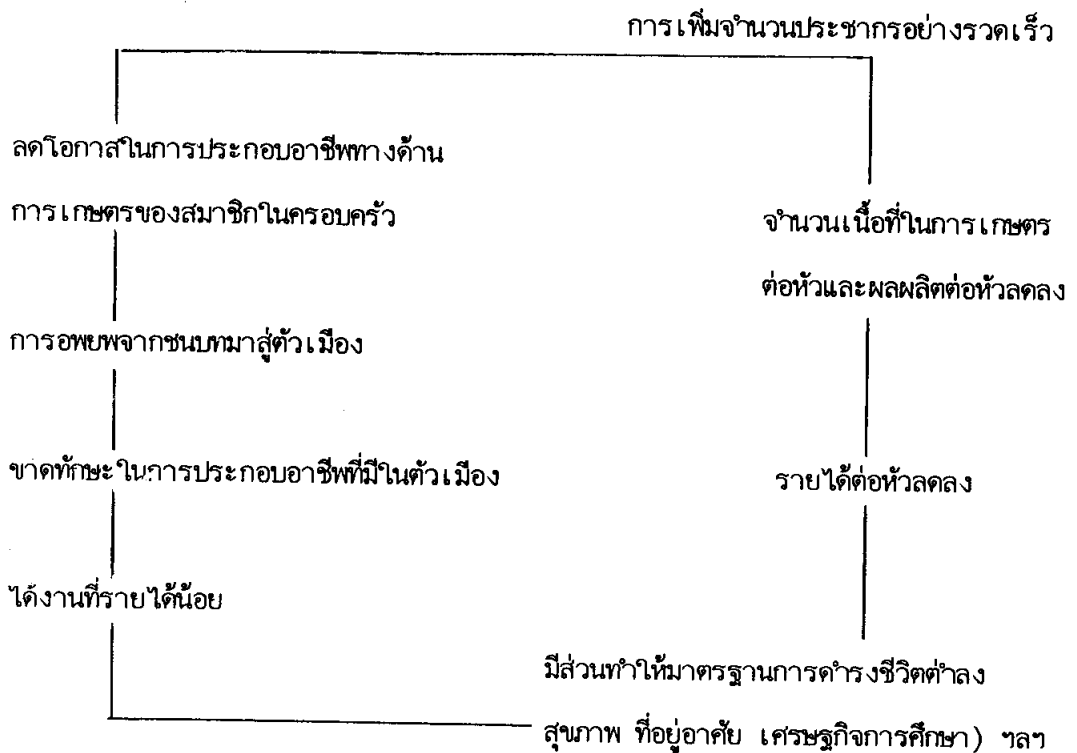 การเพิ่มจำนวนประชากรอย่างรวดเร็ว
ลดโอกาสในการประกอบอาชีพทางด้าน
การเกษตรของสมาชิกในครอบครัว
จำนวนเนื้อที่ในการเกษตร
ต่อหัวและผลผลิตต่อหัวลดลง
การอพยพจากชนบทมาสู่ตัวเมือง
ขาดทักษะในการประกอบอาชีพที่มีในตัวเมือง
รายได้ต่อหัวลดลง
ได้งานที่รายได้น้อย
มีส่วนทำให้มาตรฐานการดำรงชีวิตต่ำลง
สุขภาพ ที่อยู่อาศัย เศรษฐกิจการศึกษา) ฯลฯ